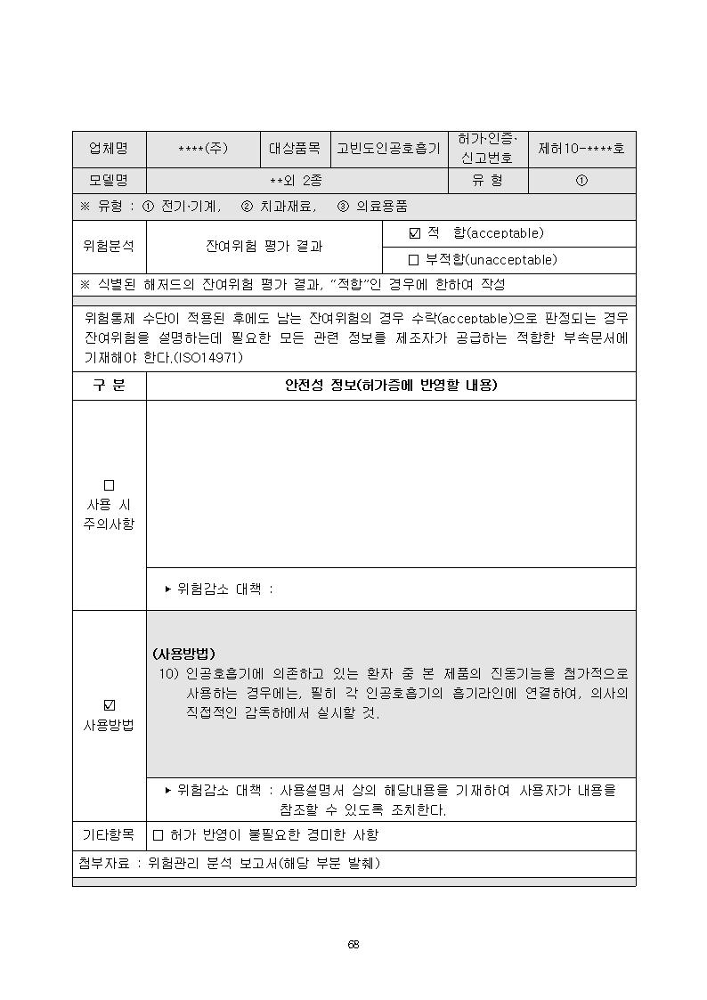 업체명 ****(주) 대상품목 고빈도인공호흡기 허가·인증·
신고번호 제허10-****호
모델명 **외 2종 유 형 ①
※ 유형 : ① 전기·기계, ② 치과재료, ③ 의료용품
위험분석 잔여위험 평가 결과 ☑ 적 합(acceptable)
□ 부적합(unacceptable)
※ 식별된 해저드의 잔여위험 평가 결과, “적합”인 경우에 한하여 작성
위험통제 수단이 적용된 후에도 남는 잔여위험의 경우 수락(acceptable)으로 판정되는 경우
잔여위험을 설명하는데 필요한 모든 관련 정보를 제조자가 공급하는 적합한 부속문서에
기재해야 한다.(ISO14971)
구 분 안전성 정보(허가증에 반영할 내용)
□
사용 시
주의사항
▶ 위험감소 대책 :
☑
사용방법
(사용방법)
10) 인공호흡기에 의존하고 있는 환자 중 본 제품의 진동기능을 첨가적으로
사용하는 경우에는, 필히 각 인공호흡기의 흡기라인에 연결하여, 의사의
직접적인 감독하에서 실시할 것.
▶ 위험감소 대책 : 사용설명서 상의 해당내용을 기재하여 사용자가 내용을
참조할 수 있도록 조치한다.
기타항목 □ 허가 반영이 불필요한 경미한 사항
첨부자료 : 위험관리 분석 보고서(해당 부분 발췌)
68